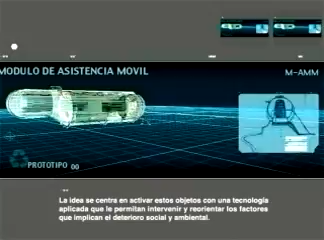 MODULO DE ASISTENCIA MOVIL
M-AMM
PROTOTIPO 00
La idea se centra en activar estos objetos con una tecnología
aplicada que le permitan intervenir y reorientar los factores
que implican el deterioro social y ambiental.